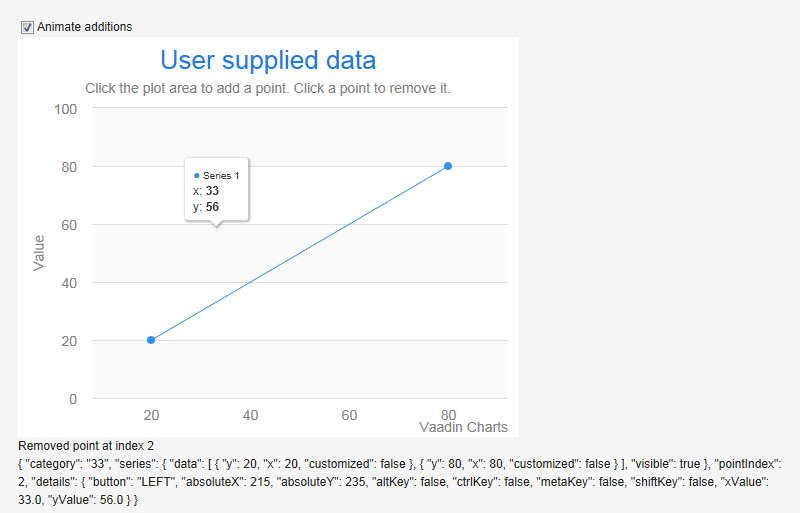 Animate additions
User supplied data
Click the plot area to add a point. Click a point to remove it.
100
80
60
40
20
0
Value
Series 1
x: 33
y: 56
20 40 60 80
Vaadin Charts
Removed point at index 2
{ "category": "33", "series": { "data": [ { "y": 20, "x": 20, "customized": false }, { "y": 80, "x": 80, "customized": false } ], "visible": true }, "pointIndex":
2, "details": { "button": "LEFT", "absoluteX": 215, "absoluteY": 235, "altKey": false, "ctrlKey": false, "metaKey": false, "shiftKey": false, "xValue":
33.0, "yValue": 56.0 } }